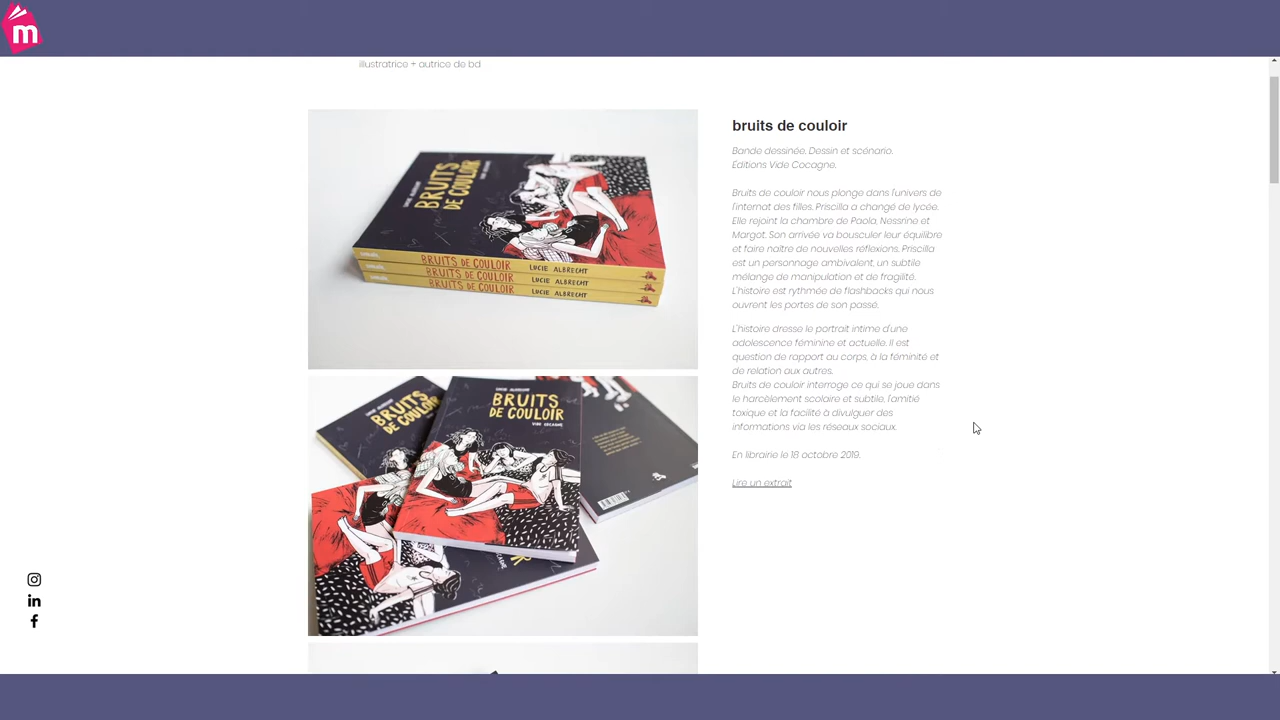 m
illustratrice + autrice de bd
BRUITS
DE COULOIR
BRUITS DE COULOIR LUCIE ALBRECHT
BRUITS DE COULOIR LUCIE ALBRECHT
BRUITS DE COULOIR LUCIE ALBRECHT
BRUITS
DE COULOIR
LUCIE ALBRECHT
BRUITS
DE COULOIR
VIDE COCAGNE
bruits de couloir
Bande dessinée, Dessin et scénario.
Editions Vide Cocagne.
Bruits de couloir nous plonge dans l'univers de
l'internat des filles. Priscilla a changé de lycée.
Elle rejoint la chambre de Paola, Nessrine et
Margot. Son arrivée va bousculer leur équilibre
et faire naître de nouvelles réflexions. Priscilla
est un personnage ambivalent, un subtile
mélange de manipulation et de fragilité.
L'histoire est rythmée de flashbacks qui nous
ouvrent les portes de son passé.
L'histoire dresse le portrait intime d'une
adolescence féminine et actuelle. Il est
question de rapport au corps, à la féminité et
de relation aux autres.
Bruits de couloir interroge ce qui se joue dans
le harcèlement scolaire et subtile, l'amitié
toxique et la facilité à divulguer des
informations via les réseaux sociaux.
En librairie le 18 octobre 2019.
Lire un extrait